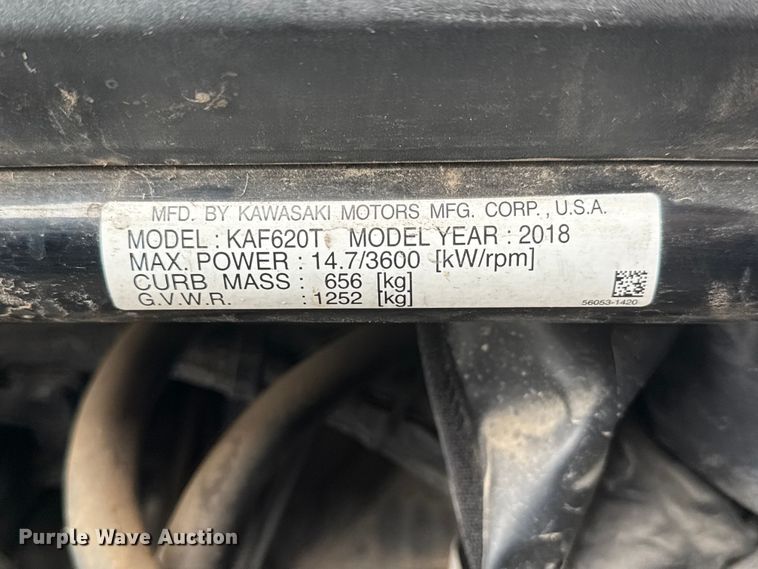 MFD. BY KAWASAKI MOTORS MFG. CORP., U.S.A.
MODEL : KAF620T MODEL YEAR : 2018
MAX. POWER : 14.7/3600 [kW/rpm]
CURB MASS : 656 [kg]
G.V.W.R. : 1252 [kg]
56053-1420
Purple Wave Auction